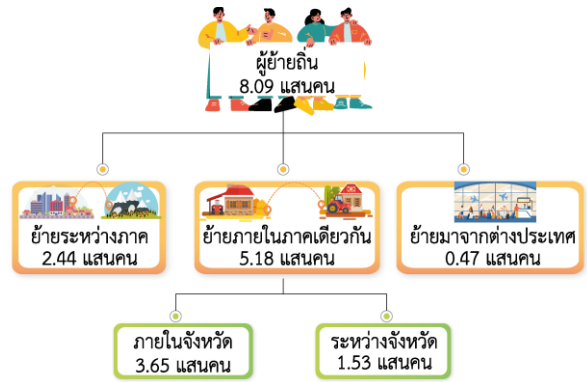 ผู้ย้ายถิ่น
8.09 แสนคน
ย้ายระหว่างภาค
2.44 แสนคน
ย้ายภายในภาคเดียวกัน
5.18 แสนคน
ย้ายมาจากต่างประเทศ
0.47 แสนคน
ภายในจังหวัด
3.65 แสนคน
ระหว่างจังหวัด
1.53 แสนคน